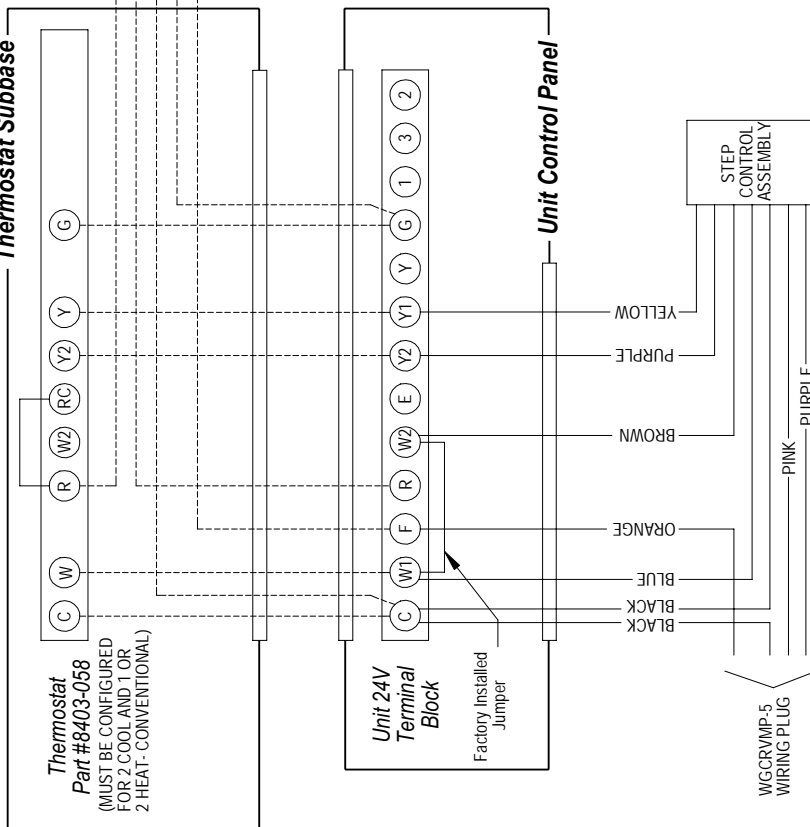 Thermostat Subbase
Thermostat
Part #8403-058
(MUST BE CONFIGURED
FOR 2 COOL AND 1 OR
2 HEAT- CONVENTIONAL)
C
W
R
W2
RC
Y2
Y
G
Unit 24V
Terminal
Block
C
W1
F
R
W2
E
Y2
Y1
Y
G
1
3
2
Factory Installed
Jumper
Unit Control Panel
YELLOW
PURPLE
BROWN
ORANGE
BLUE
BLACK
BLACK
STEP
CONTROL
ASSEMBLY
PINK
PURPLE
WGCRVMP-5
WIRING PLUG